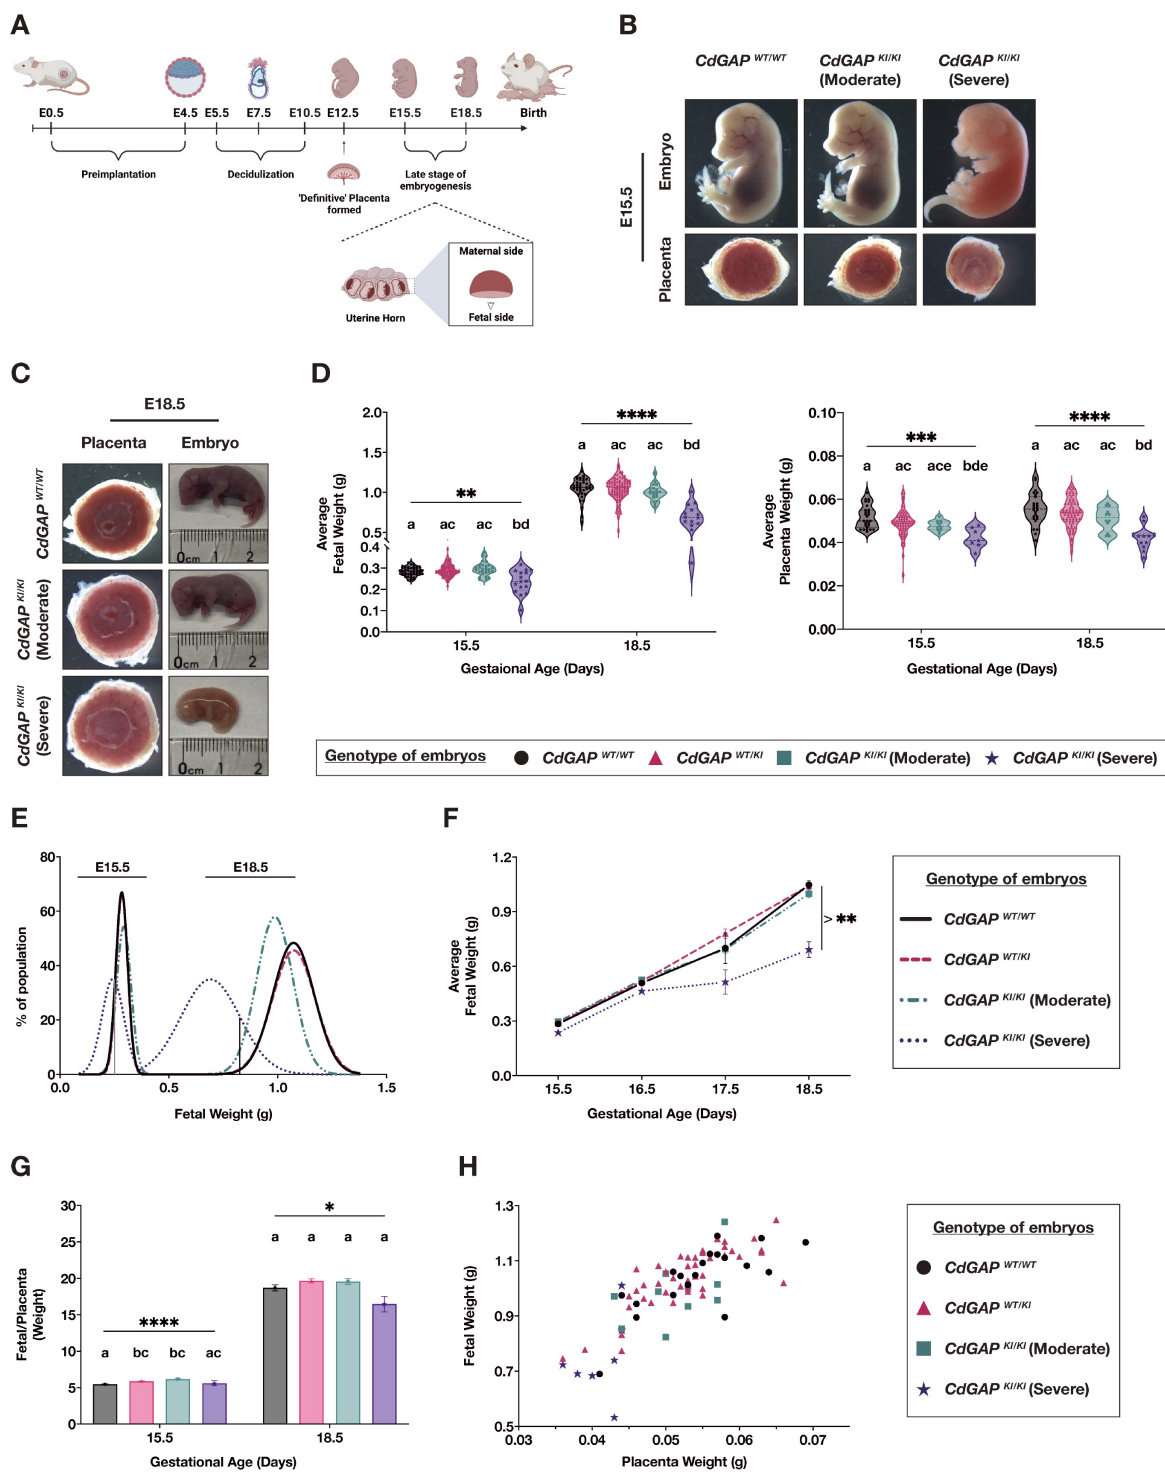 A
E0.5
E4.5
E5.5
E7.5
E10.5
E12.5
E15.5
E18.5
Birth
Preimplantation
Decidulization
'Definitive' Placenta
formed
Late stage of
embryogenesis
Maternal side
Fetal side
Uterine Horn
B
CdGAP WT/WT
CdGAP KI/KI
(Moderate)
CdGAP KI/KI
(Severe)
E15.5
Embryo
Placenta
C
E18.5
Placenta
Embryo
CdGAP WT/WT
0cm 1 2
CdGAP KI/KI
(Moderate)
0cm 1 2
CdGAP KI/KI
(Severe)
0cm 1 2
D
Average
Fetal Weight (g)
2.0
1.5
1.0
0.5
0.4
0.3
0.2
0.1
0.0
**
a ac ac bd
****
a ac ac bd
15.5
18.5
Gestaional Age (Days)
Average
Placenta Weight (g)
0.10
0.08
0.06
0.04
0.02
0.00
***
a ac ace bde
****
a ac ac bd
15.5
18.5
Gestaional Age (Days)
Genotype of embryos
CdGAP WT/WT
CdGAP WT/KI
CdGAP KI/KI (Moderate)
CdGAP KI/KI (Severe)
E
% of population
80
60
40
20
0
E15.5
E18.5
0.0 0.5 1.0 1.5
Fetal Weight (g)
F
Average
Fetal Weight (g)
1.2
0.9
0.6
0.3
0.0
> **
15.5 16.5 17.5 18.5
Gestational Age (Days)
Genotype of embryos
CdGAP WT/WT
CdGAP WT/KI
CdGAP KI/KI (Moderate)
CdGAP KI/KI (Severe)
G
Fetal/Placenta
(Weight)
30
25
20
15
10
5
0
****
a bc bc ac
*
a a a a
15.5
18.5
Gestational Age (Days)
H
Fetal Weight (g)
1.3
1.1
0.9
0.7
0.5
0.03 0.04 0.05 0.06 0.07
Placenta Weight (g)
Genotype of embryos
CdGAP WT/WT
CdGAP WT/KI
CdGAP KI/KI (Moderate)
CdGAP KI/KI (Severe)